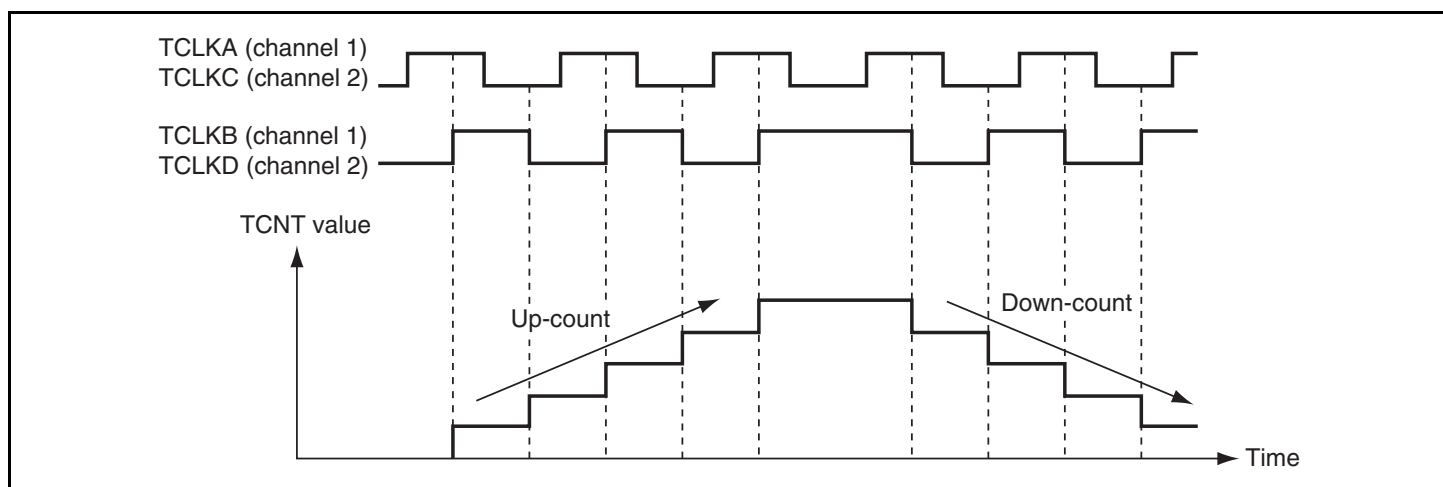 TCLKA (channel 1)
TCLKC (channel 2)
TCLKB (channel 1)
TCLKD (channel 2)
TCNT value
Up-count
Down-count
Time